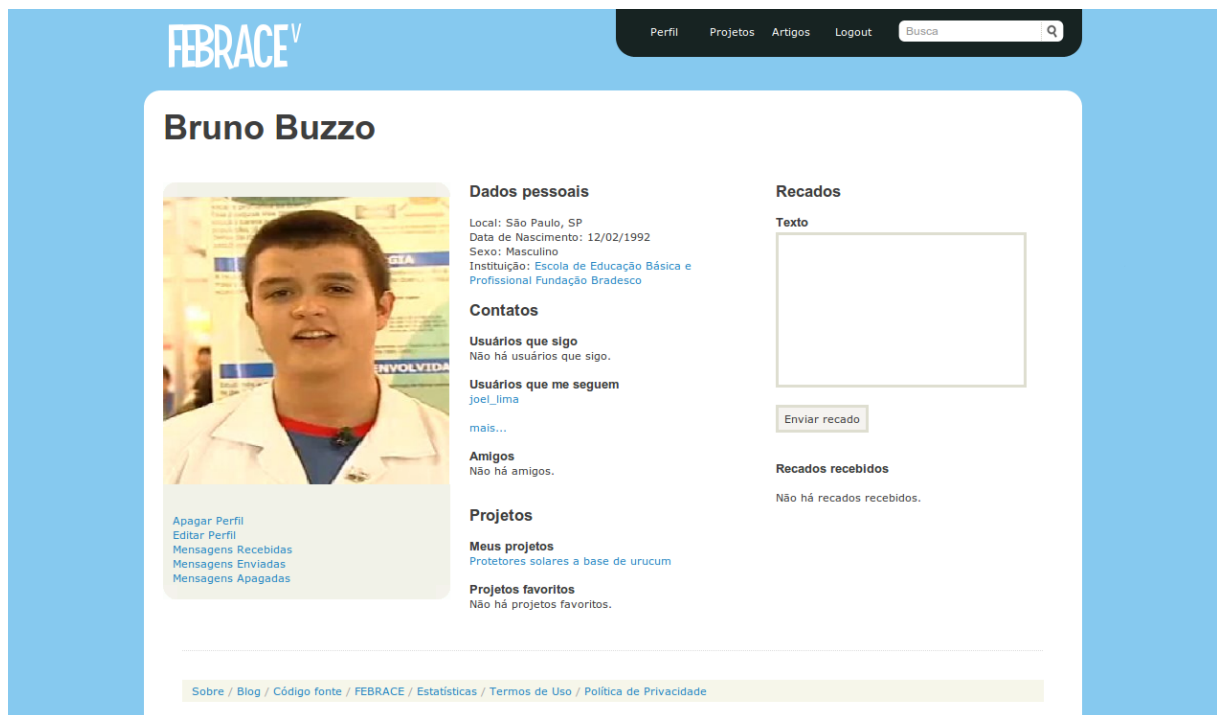 FEBRACE V
Perfil Projetos Artigos Logout Busca
Bruno Buzzo
ENVOLVIDA
Apagar Perfil
Editar Perfil
Mensagens Recebidas
Mensagens Enviadas
Mensagens Apagadas
Dados pessoais
Local: São Paulo, SP
Data de Nascimento: 12/02/1992
Sexo: Masculino
Instituição: Escola de Educação Básica e
Profissional Fundação Bradesco
Contatos
Usuários que sigo
Não há usuários que sigo.
Usuários que me seguem
joel_lima
mais...
Amigos
Não há amigos.
Projetos
Meus projetos
Protetores solares a base de urucum
Projetos favoritos
Não há projetos favoritos.
Recados
Texto
Enviar recado
Recados recebidos
Não há recados recebidos.
Sobre / Blog / Código fonte / FEBRACE / Estatísticas / Termos de Uso / Política de Privacidade